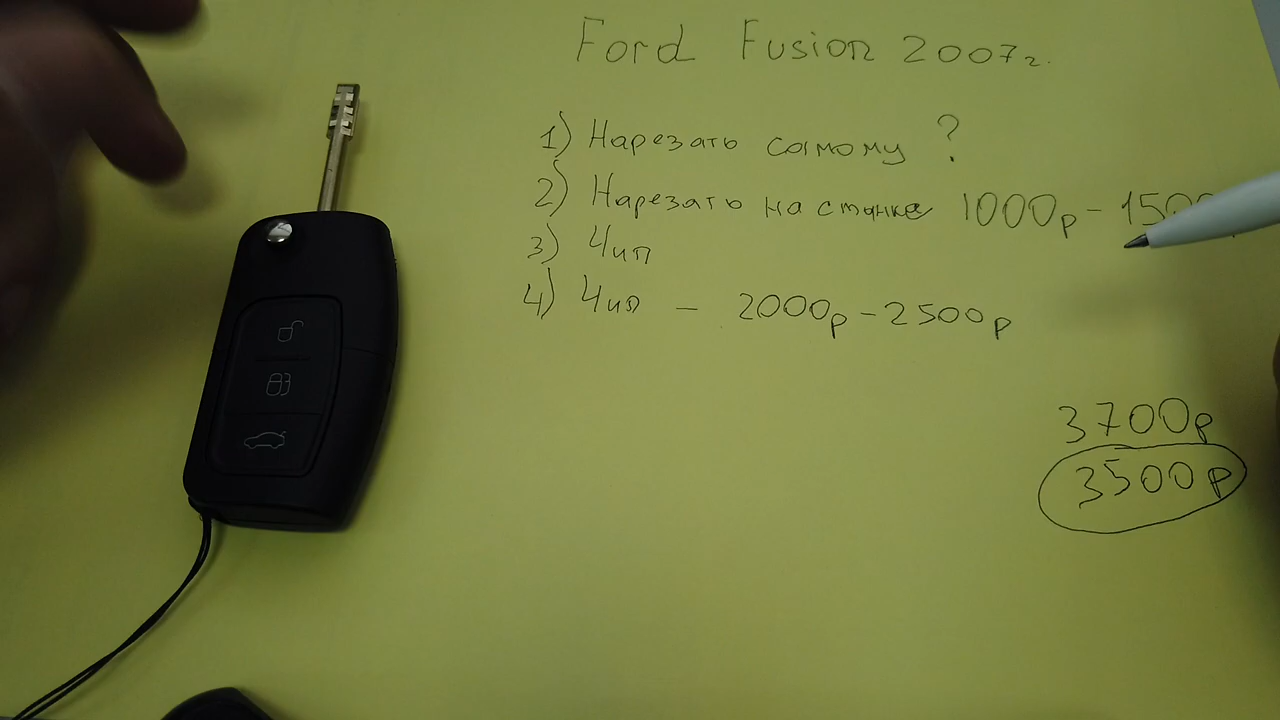 Ford Fusion 2007г.
1) Нарезать самому ?
2) Нарезать на станке 1000р -
3) Чип
4) Чип - 2000р - 2500р
3700р
3500р